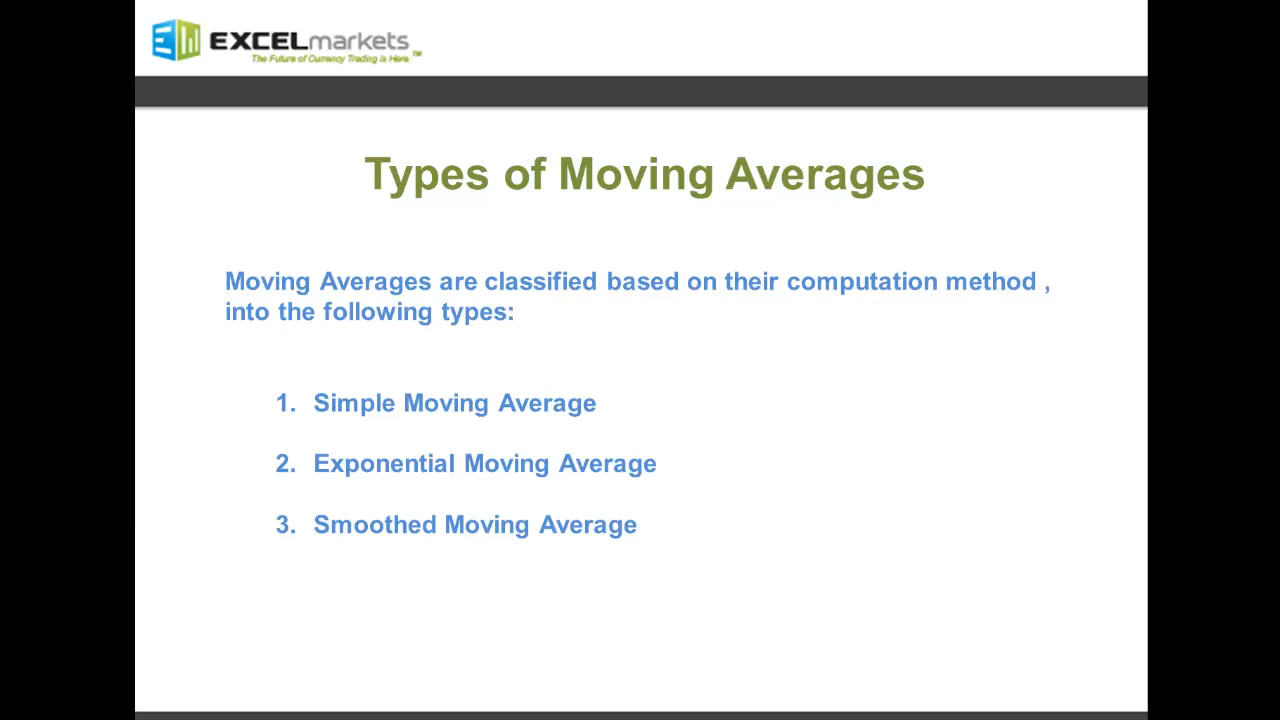 EXCELmarkets
The Future of Currency Trading is Here.™
Types of Moving Averages
Moving Averages are classified based on their computation method ,
into the following types:
1. Simple Moving Average
2. Exponential Moving Average
3. Smoothed Moving Average